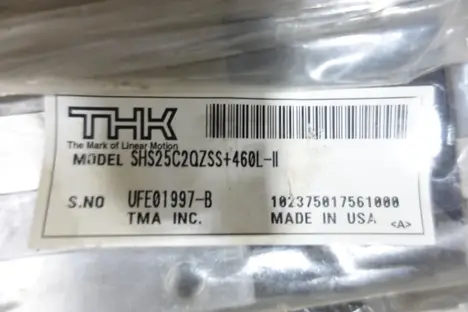 THK
The Mark of Linear Motion
MODEL SHS25C2QZSS+460L-II
S.NO UFE01997-B 102375017561000
TMA INC. MADE IN USA <A>